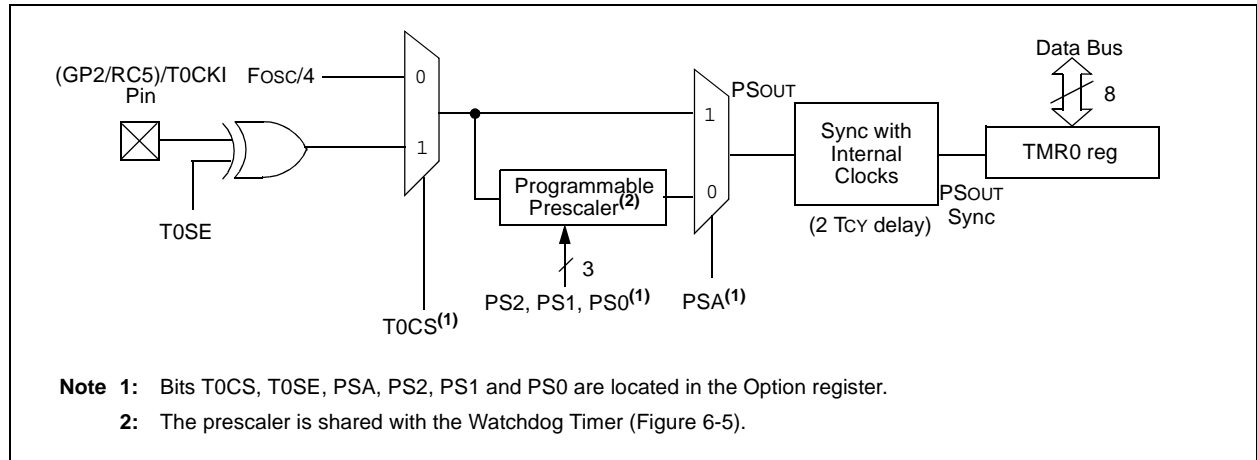 Data Bus
8
(GP2/RC5)/T0CKI
Pin
FOSC/4
0
1
T0SE
T0CS(1)
Programmable
Prescaler(2)
3
PS2, PS1, PS0(1)
1
0
PSOUT
PSA(1)
Sync with
Internal
Clocks
(2 TCY delay)
PSOUT
Sync
TMR0 reg
Note 1: Bits T0CS, T0SE, PSA, PS2, PS1 and PS0 are located in the Option register.
2: The prescaler is shared with the Watchdog Timer (Figure 6-5).